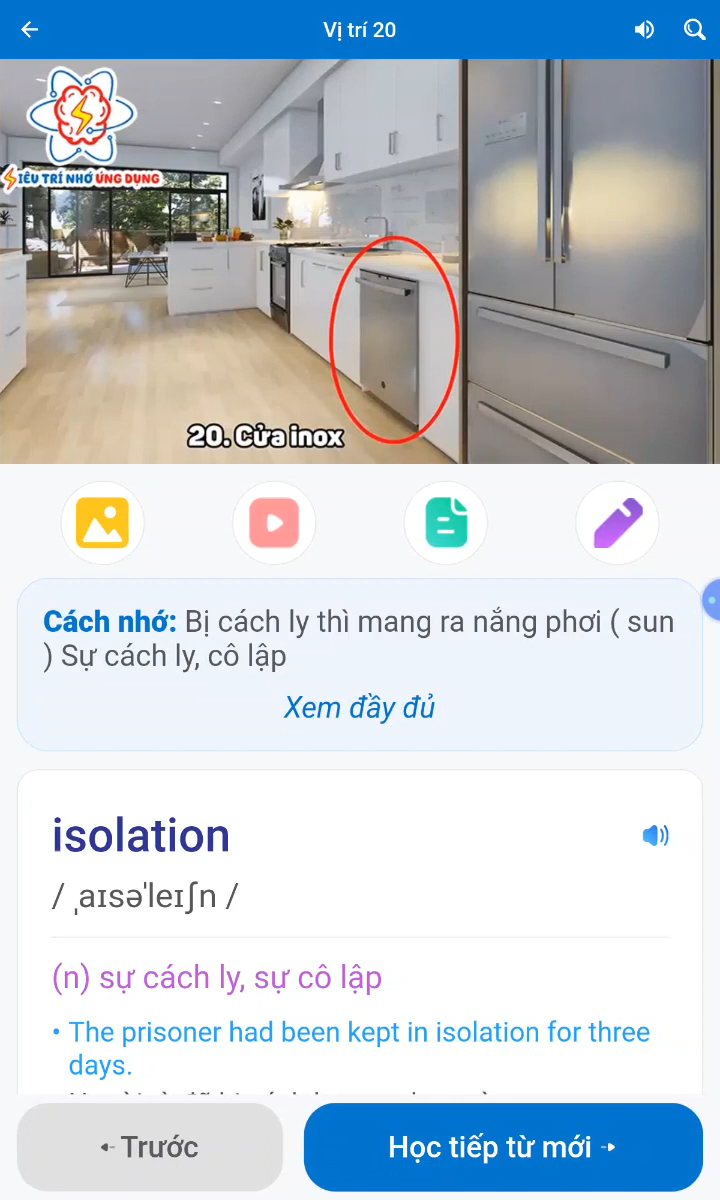 Vị trí 20
SIÊU TRÍ NHỚ ỨNG DỤNG
20. Cửa inox
Cách nhớ: Bị cách ly thì mang ra nắng phơi ( sun
) Sự cách ly, cô lập
Xem đầy đủ
isolation
/ ˌaɪsəˈleɪʃn /
(n) sự cách ly, sự cô lập
• The prisoner had been kept in isolation for three
days.
Trước
Học tiếp từ mới